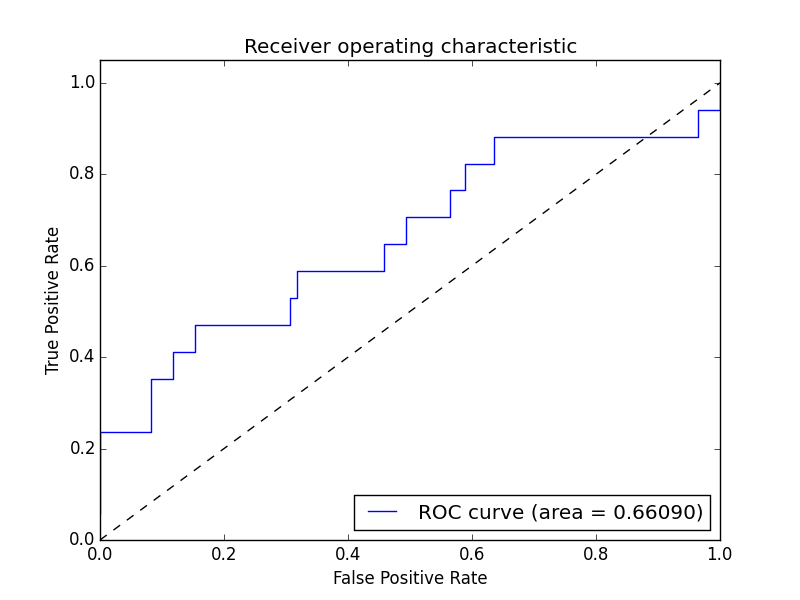 Receiver operating characteristic
True Positive Rate
1.0
0.8
0.6
0.4
0.2
0.0
ROC curve (area = 0.66090)
0.0 0.2 0.4 0.6 0.8 1.0
False Positive Rate